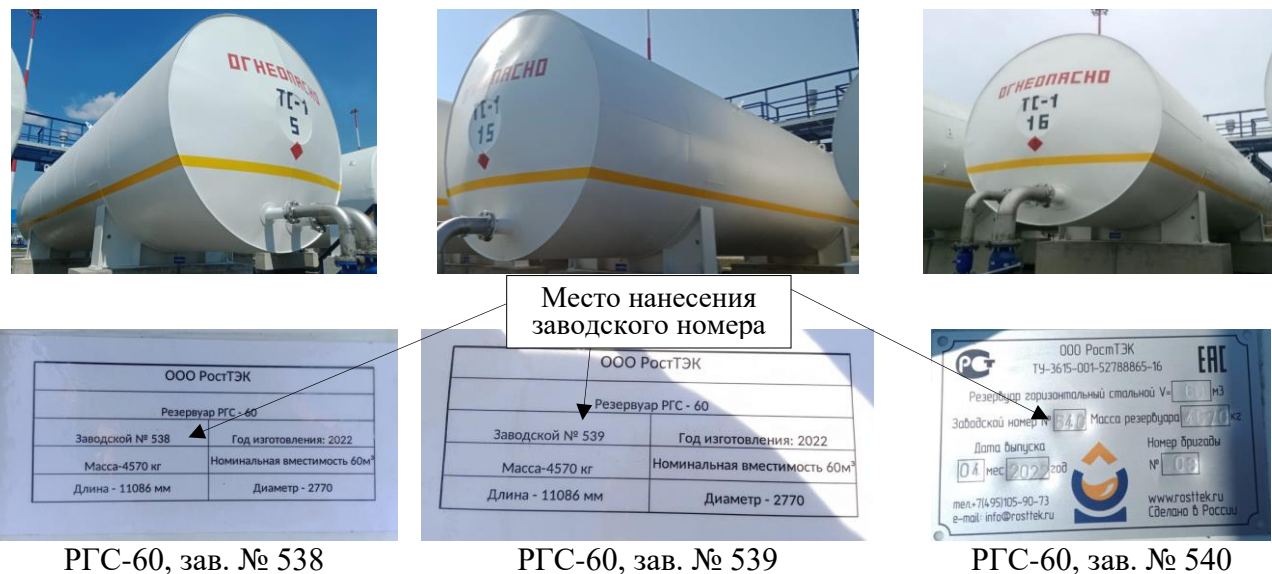 ОГНЕОПАСНО
ТС-1
5
ПАСНО
ТС-1
15
ОГНЕОПАСНО
ТС-1
16
Место нанесения
заводского номера
ООО РостТЭК
Резервуар РГС - 60
Заводской № 538
Год изготовления: 2022
Масса-4570 кг
Номинальная вместимость 60м³
Длина - 11086 мм
Диаметр - 2770
ООО РостТЭК
Резервуар РГС - 60
Заводской № 539
Год изготовления: 2022
Масса-4570 кг
Номинальная вместимость 60м³
Длина - 11086 мм
Диаметр - 2770
РСТ
ООО РостТЭК
ТУ-3615-001-52788865-16
ЕАС
Резервуар горизонтальный стальной V= м3
Заводской номер № 540 Масса резервуара кг
Дата выпуска
Номер бригады
04 мес 2022 год
№ 03
тел.+7(495)105-90-73
e-mail: info@rosttek.ru
www.rosttek.ru
Сделано в России
РГС-60, зав. № 538
РГС-60, зав. № 539
РГС-60, зав. № 540